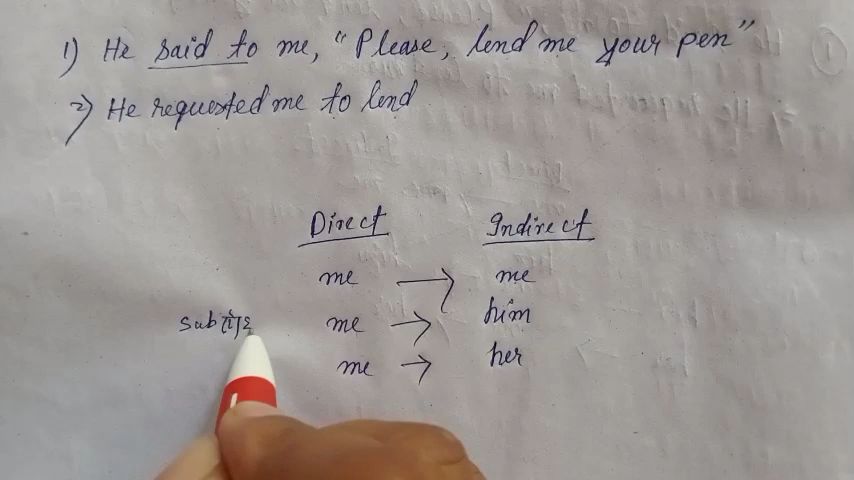 1) He said to me, "Please, lend me your pen"
2) He requested me to lend
Direct Indirect
me → me
me → him
me → her